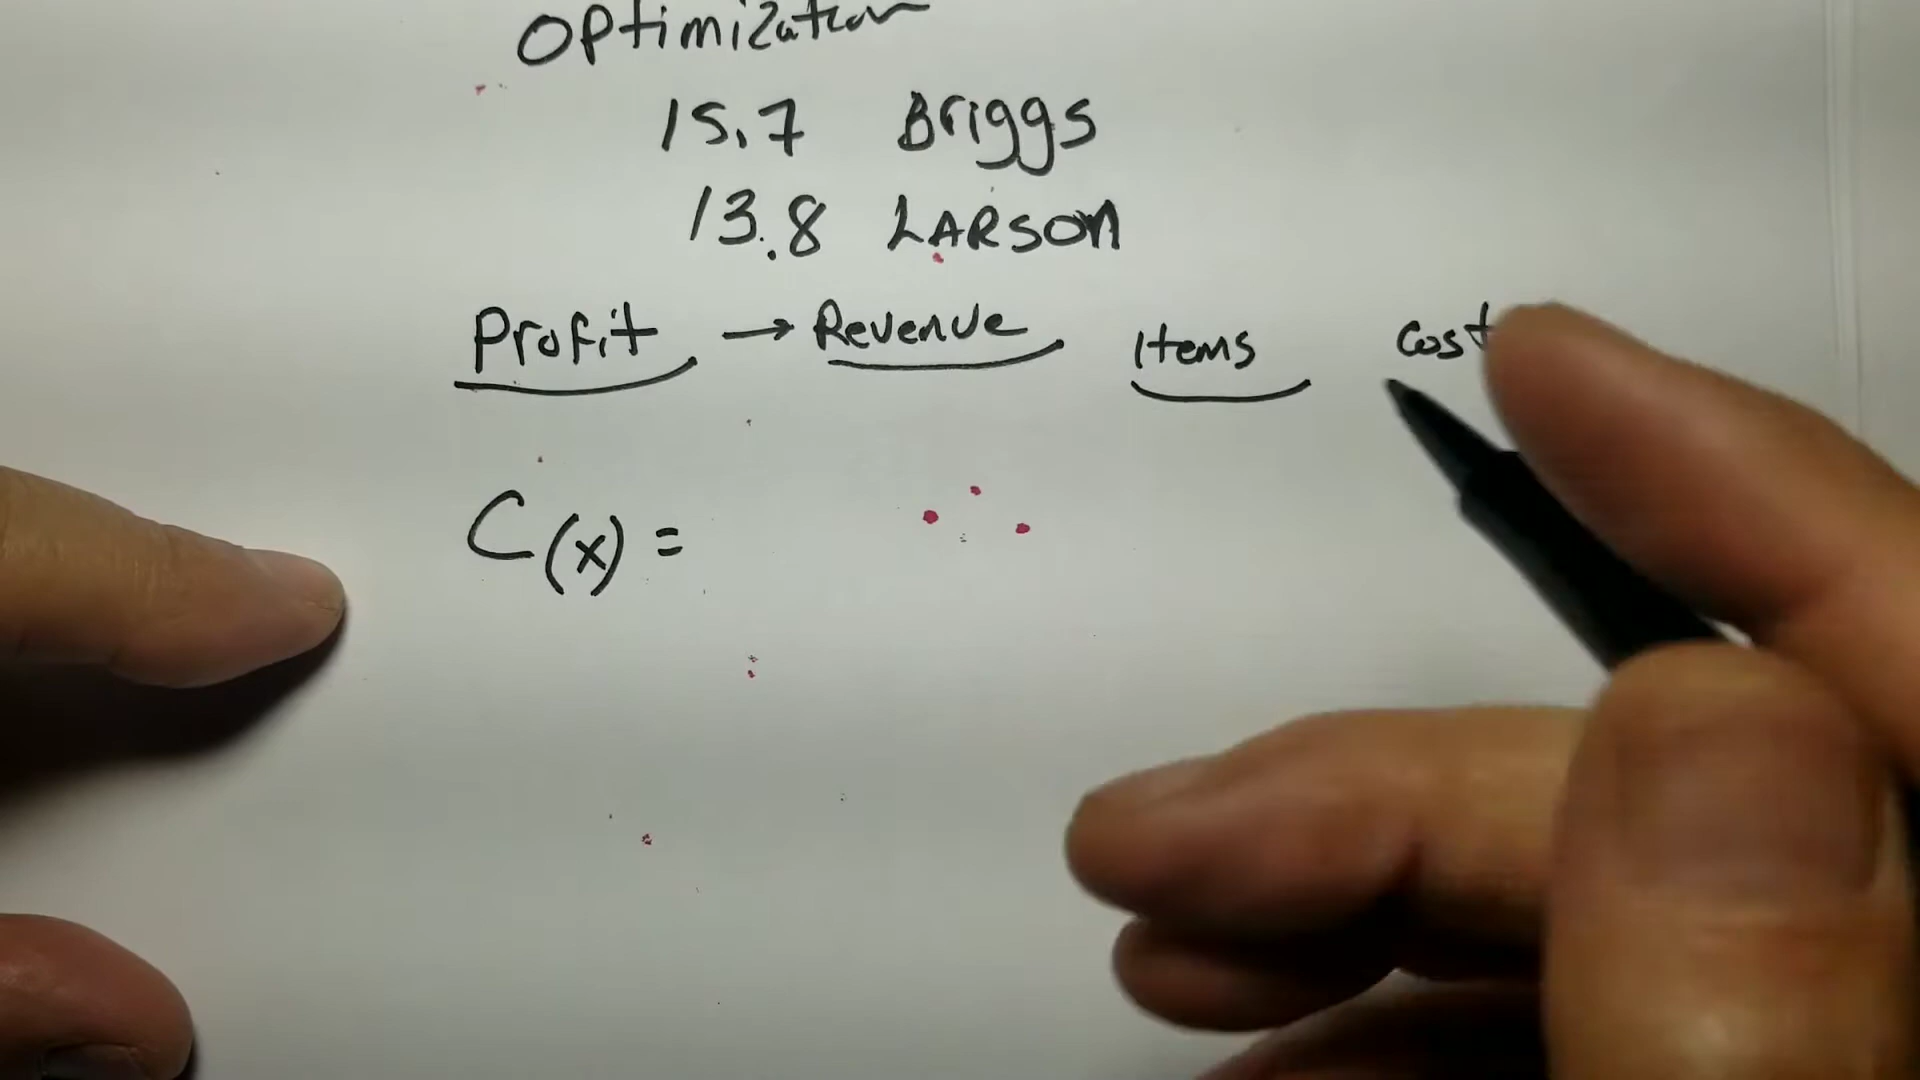 Optimization
15.7 Briggs
13.8 LARSON
Profit → Revenue Items Cost
C(x) =